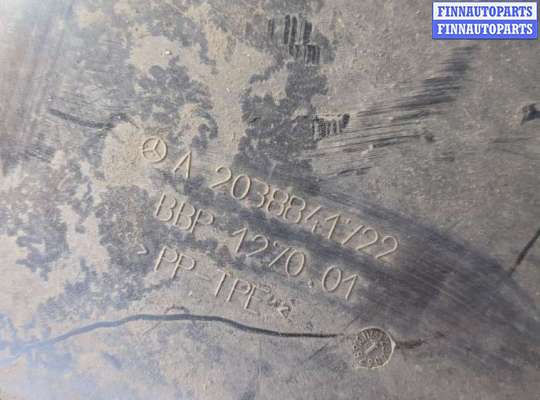 FINNAUTOPARTS
FINNAUTOPARTS
A 2038841722
BBP 1270.01
>PP TPE<